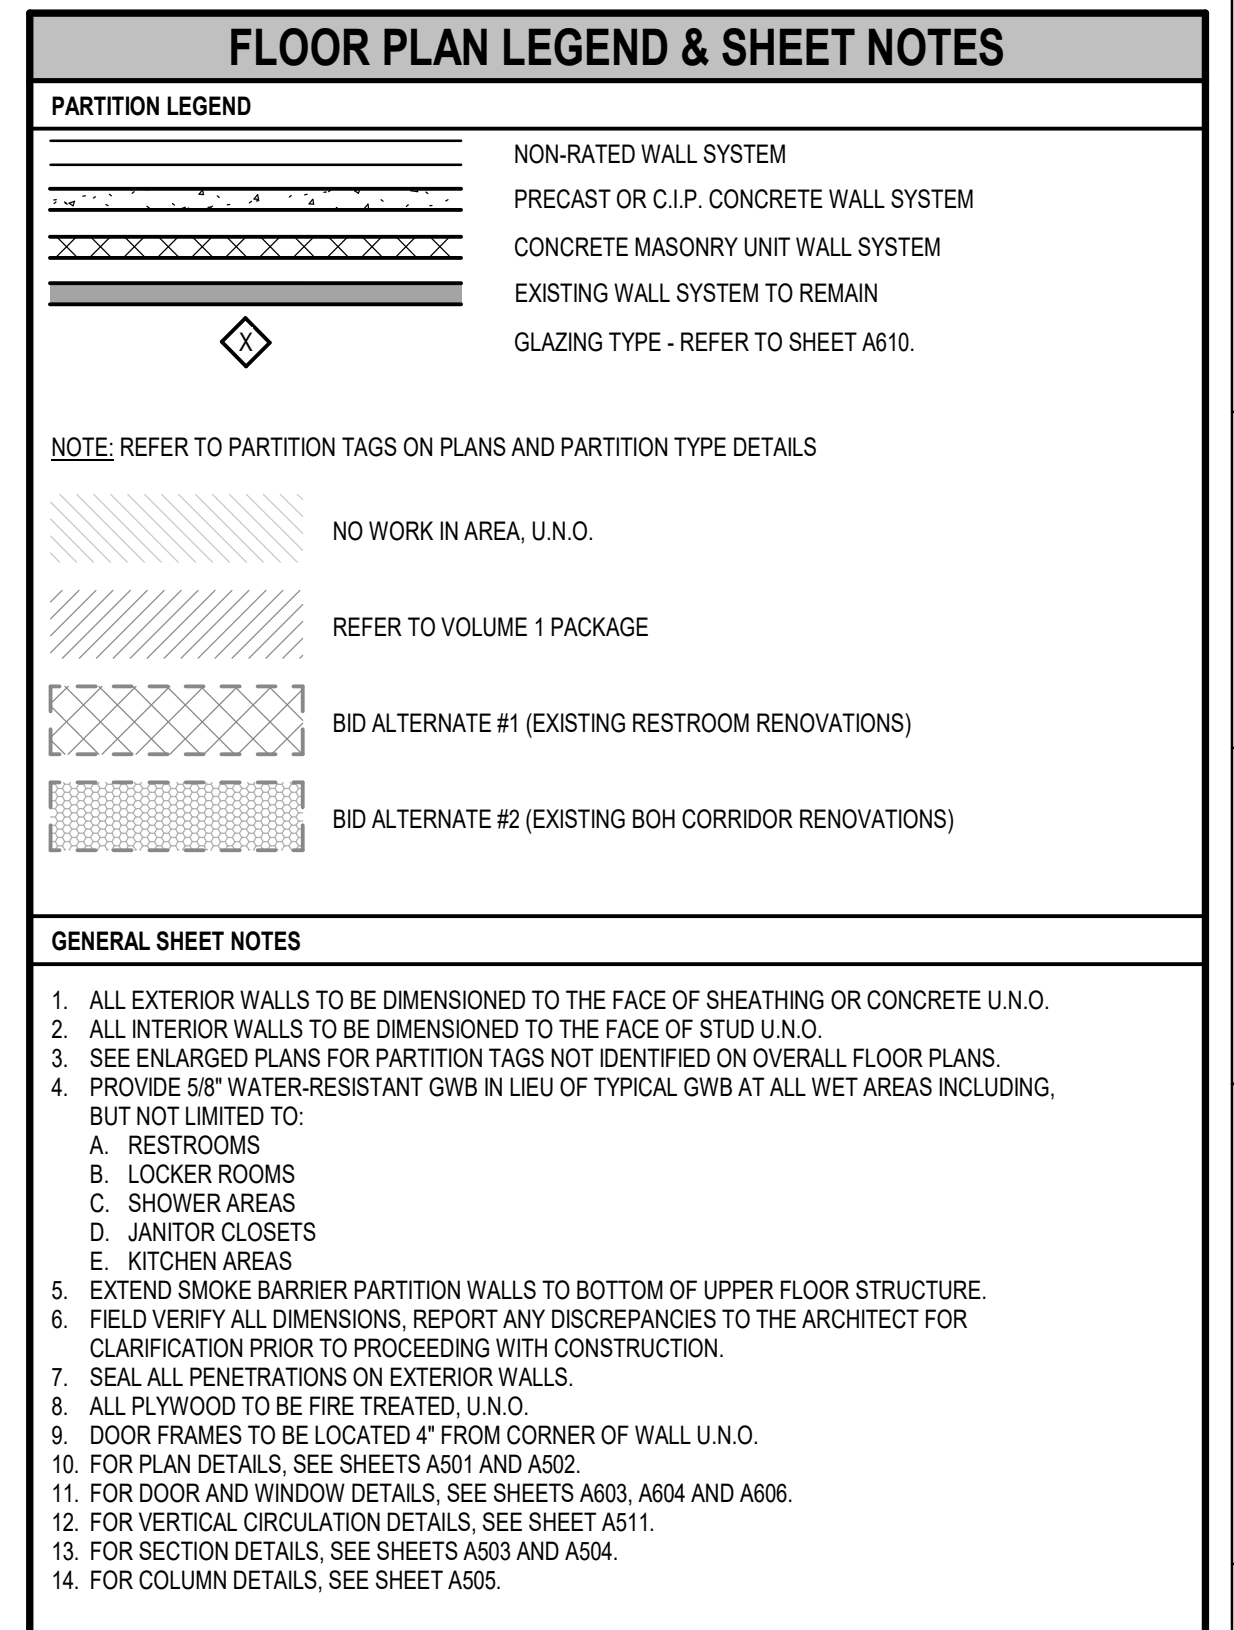 FLOOR PLAN LEGEND & SHEET NOTES
PARTITION LEGEND
NON-RATED WALL SYSTEM
PRECAST OR C.I.P. CONCRETE WALL SYSTEM
CONCRETE MASONRY UNIT WALL SYSTEM
EXISTING WALL SYSTEM TO REMAIN
X
GLAZING TYPE - REFER TO SHEET A610.
NOTE: REFER TO PARTITION TAGS ON PLANS AND PARTITION TYPE DETAILS
NO WORK IN AREA, U.N.O.
REFER TO VOLUME 1 PACKAGE
BID ALTERNATE #1 (EXISTING RESTROOM RENOVATIONS)
BID ALTERNATE #2 (EXISTING BOH CORRIDOR RENOVATIONS)
GENERAL SHEET NOTES
1. ALL EXTERIOR WALLS TO BE DIMENSIONED TO THE FACE OF SHEATHING OR CONCRETE U.N.O.
2. ALL INTERIOR WALLS TO BE DIMENSIONED TO THE FACE OF STUD U.N.O.
3. SEE ENLARGED PLANS FOR PARTITION TAGS NOT IDENTIFIED ON OVERALL FLOOR PLANS.
4. PROVIDE 5/8" WATER-RESISTANT GWB IN LIEU OF TYPICAL GWB AT ALL WET AREAS INCLUDING,
BUT NOT LIMITED TO:
A. RESTROOMS
B. LOCKER ROOMS
C. SHOWER AREAS
D. JANITOR CLOSETS
E. KITCHEN AREAS
5. EXTEND SMOKE BARRIER PARTITION WALLS TO BOTTOM OF UPPER FLOOR STRUCTURE.
6. FIELD VERIFY ALL DIMENSIONS, REPORT ANY DISCREPANCIES TO THE ARCHITECT FOR
CLARIFICATION PRIOR TO PROCEEDING WITH CONSTRUCTION.
7. SEAL ALL PENETRATIONS ON EXTERIOR WALLS.
8. ALL PLYWOOD TO BE FIRE TREATED, U.N.O.
9. DOOR FRAMES TO BE LOCATED 4" FROM CORNER OF WALL U.N.O.
10. FOR PLAN DETAILS, SEE SHEETS A501 AND A502.
11. FOR DOOR AND WINDOW DETAILS, SEE SHEETS A603, A604 AND A606.
12. FOR VERTICAL CIRCULATION DETAILS, SEE SHEET A511.
13. FOR SECTION DETAILS, SEE SHEETS A503 AND A504.
14. FOR COLUMN DETAILS, SEE SHEET A505.